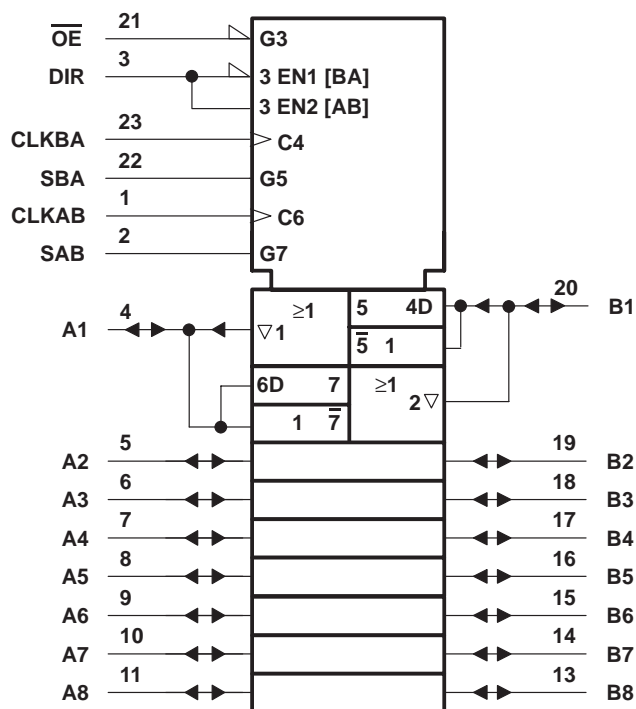 21
O̅E̅ G3
3
DIR 3 EN1 [BA]
3 EN2 [AB]
23
CLKBA C4
22
SBA G5
1
CLKAB C6
2
SAB G7
20
4 ≥1 5 4D B1
A1 ▽1 5̅ 1
6D 7 ≥1
2▽
1 7̅
5 19
A2 B2
6 18
A3 B3
7 17
A4 B4
8 16
A5 B5
9 15
A6 B6
10 14
A7 B7
11 13
A8 B8